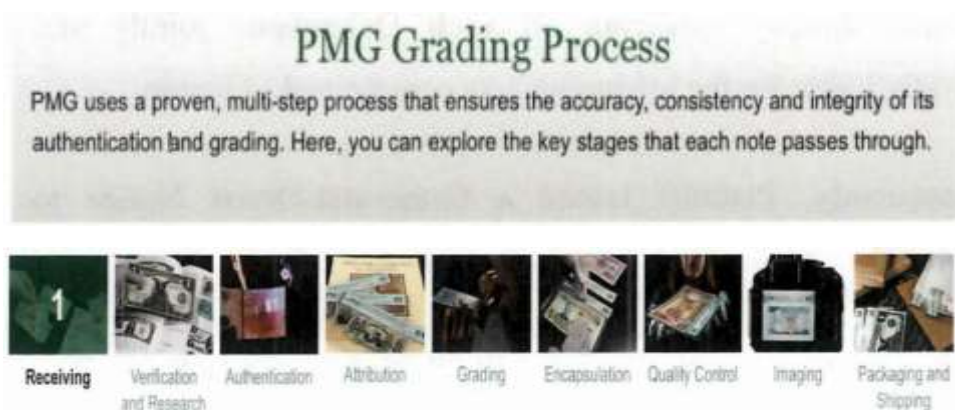 PMG Grading Process
PMG uses a proven, multi-step process that ensures the accuracy, consistency and integrity of its
authentication and grading. Here, you can explore the key stages that each note passes through.
1
Receiving
Verification
and Research
Authentication
Attribution
Grading
Encapsulation
Quality Control
Imaging
Packaging and
Shipping